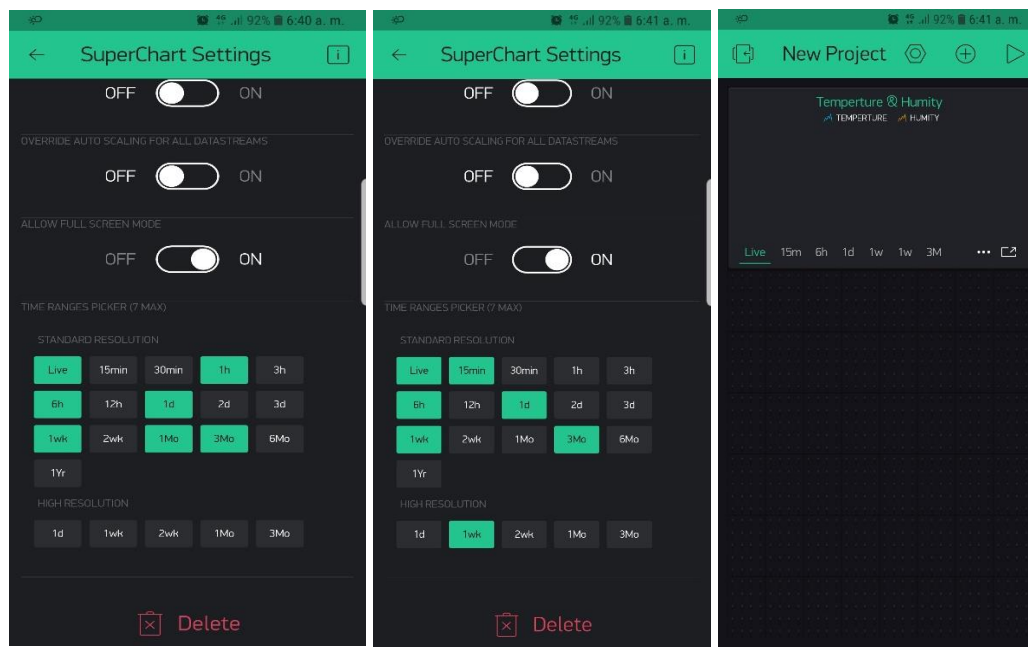 4G 92% 6:40 a. m.
SuperChart Settings
OFF ON
OVERRIDE AUTO SCALING FOR ALL DATASTREAMS
OFF ON
ALLOW FULL SCREEN MODE
OFF ON
TIME RANGES PICKER (7 MAX)
STANDARD RESOLUTION
Live 15min 30min 1h 3h
6h 12h 1d 2d 3d
1wk 2wk 1Mo 3Mo 6Mo
1Yr
HIGH RESOLUTION
1d 1wk 2wk 1Mo 3Mo
Delete
4G 92% 6:41 a. m.
SuperChart Settings
OFF ON
OVERRIDE AUTO SCALING FOR ALL DATASTREAMS
OFF ON
ALLOW FULL SCREEN MODE
OFF ON
TIME RANGES PICKER (7 MAX)
STANDARD RESOLUTION
Live 15min 30min 1h 3h
6h 12h 1d 2d 3d
1wk 2wk 1Mo 3Mo 6Mo
1Yr
HIGH RESOLUTION
1d 1wk 2wk 1Mo 3Mo
Delete
4G 92% 6:41 a. m.
New Project
Temperture & Humity
TEMPERTURE HUMITY
Live 15m 6h 1d 1w 1w 3M